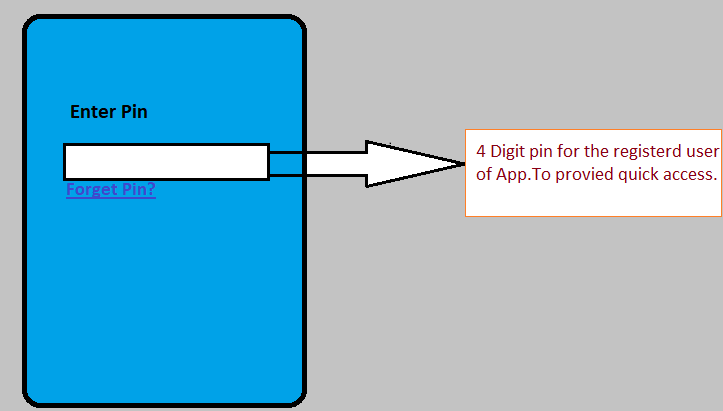 Enter Pin
Forget Pin?
4 Digit pin for the registerd user
of App.To provied quick access.